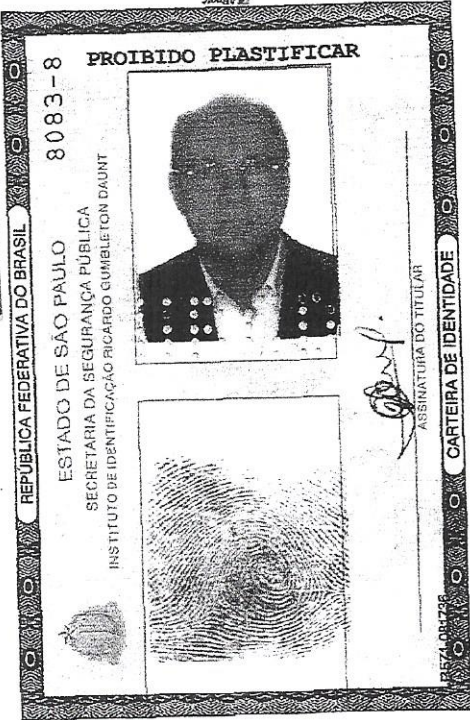 REPÚBLICA FEDERATIVA DO BRASIL
ESTADO DE SÃO PAULO
8083-8
SECRETARIA DA SEGURANÇA PÚBLICA
INSTITUTO DE IDENTIFICAÇÃO RICARDO GUMBLETON DAUNT
PROIBIDO PLASTIFICAR
ASSINATURA DO TITULAR
CARTEIRA DE IDENTIDADE